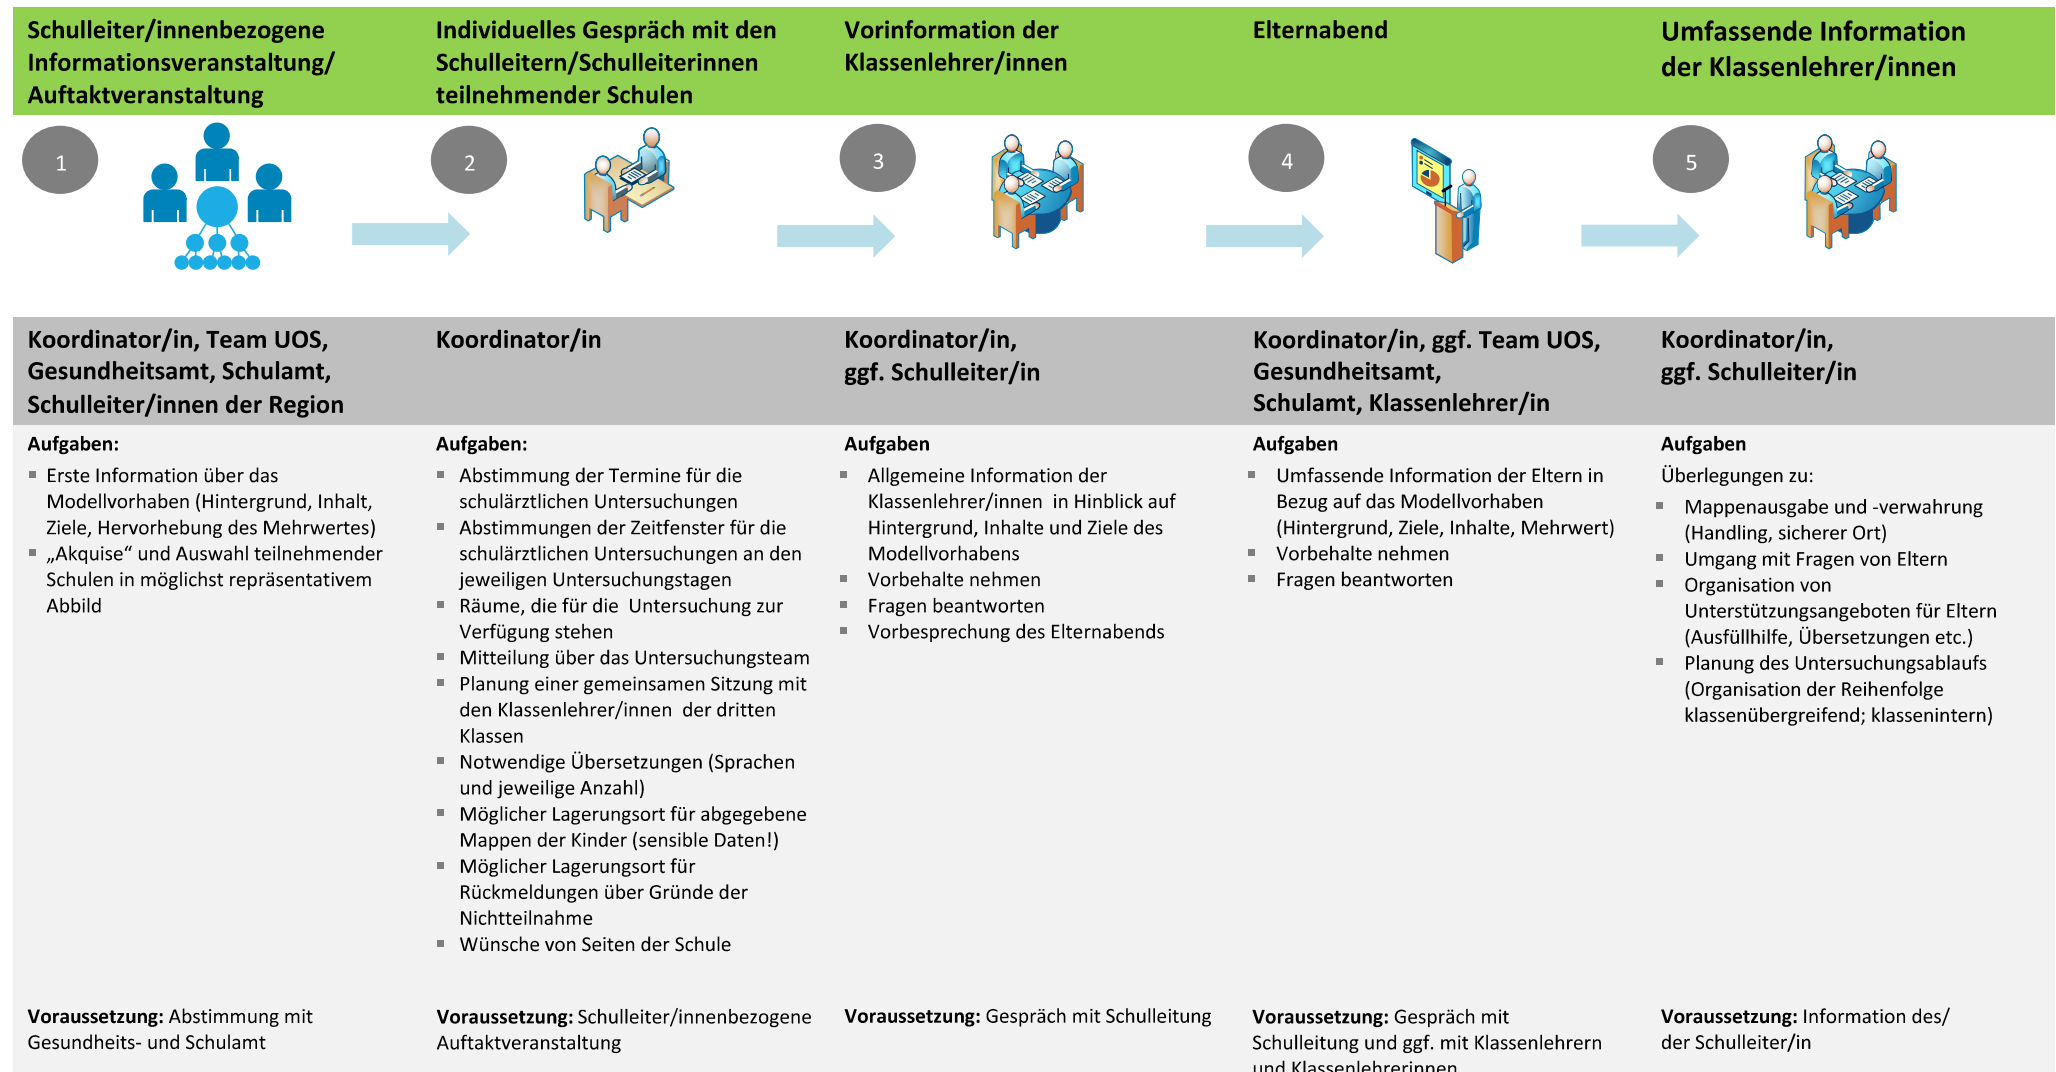 Schulleiter/innenbezogene
Informationsveranstaltung/
Auftaktveranstaltung
Individuelles Gespräch mit den
Schulleitern/Schulleiterinnen
teilnehmender Schulen
Vorinformation der
Klassenlehrer/innen
Elternabend
Umfassende Information
der Klassenlehrer/innen
1
2
3
4
5
Koordinator/in, Team UOS,
Gesundheitsamt, Schulamt,
Schulleiter/innen der Region
Koordinator/in
Koordinator/in,
ggf. Schulleiter/in
Koordinator/in, ggf. Team UOS,
Gesundheitsamt,
Schulamt, Klassenlehrer/in
Koordinator/in,
ggf. Schulleiter/in
Aufgaben:
▪ Erste Information über das
Modellvorhaben (Hintergrund, Inhalt,
Ziele, Hervorhebung des Mehrwertes)
▪ „Akquise“ und Auswahl teilnehmender
Schulen in möglichst repräsentativem
Abbild
Voraussetzung: Abstimmung mit
Gesundheits- und Schulamt
Aufgaben:
▪ Abstimmung der Termine für die
schulärztlichen Untersuchungen
▪ Abstimmungen der Zeitfenster für die
schulärztlichen Untersuchungen an den
jeweiligen Untersuchungstagen
▪ Räume, die für die Untersuchung zur
Verfügung stehen
▪ Mitteilung über das Untersuchungsteam
▪ Planung einer gemeinsamen Sitzung mit
den Klassenlehrer/innen der dritten
Klassen
▪ Notwendige Übersetzungen (Sprachen
und jeweilige Anzahl)
▪ Möglicher Lagerungsort für abgegebene
Mappen der Kinder (sensible Daten!)
▪ Möglicher Lagerungsort für
Rückmeldungen über Gründe der
Nichtteilnahme
▪ Wünsche von Seiten der Schule
Voraussetzung: Schulleiter/innenbezogene
Auftaktveranstaltung
Aufgaben
▪ Allgemeine Information der
Klassenlehrer/innen in Hinblick auf
Hintergrund, Inhalte und Ziele des
Modellvorhabens
▪ Vorbehalte nehmen
▪ Fragen beantworten
▪ Vorbesprechung des Elternabends
Voraussetzung: Gespräch mit Schulleitung
Aufgaben
▪ Umfassende Information der Eltern in
Bezug auf das Modellvorhaben
(Hintergrund, Ziele, Inhalte, Mehrwert)
▪ Vorbehalte nehmen
▪ Fragen beantworten
Voraussetzung: Gespräch mit
Schulleitung und ggf. mit Klassenlehrern
und Klassenlehrerinnen
Aufgaben
Überlegungen zu:
▪ Mappenausgabe und -verwahrung
(Handling, sicherer Ort)
▪ Umgang mit Fragen von Eltern
▪ Organisation von
Unterstützungsangeboten für Eltern
(Ausfüllhilfe, Übersetzungen etc.)
▪ Planung des Untersuchungsablaufs
(Organisation der Reihenfolge
klassenübergreifend; klassenintern)
Voraussetzung: Information des/
der Schulleiter/in